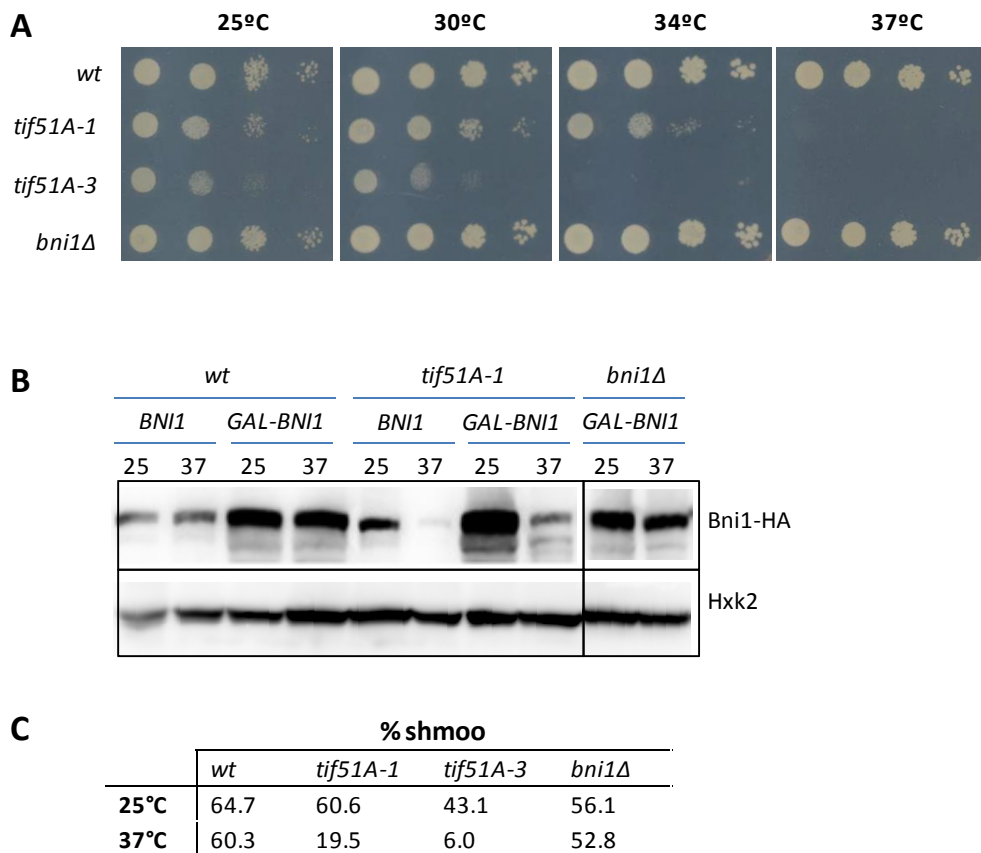 A 25ºC 30ºC 34ºC 37ºC
wt
tif51A-1
tif51A-3
bni1Δ
B wt tif51A-1 bni1Δ
BNI1 GAL-BNI1 BNI1 GAL-BNI1 GAL-BNI1
25 37 25 37 25 37 25 37 25 37
Bni1-HA
Hxk2
C % shmoo
wt tif51A-1 tif51A-3 bni1Δ
25°C 64.7 60.6 43.1 56.1
37°C 60.3 19.5 6.0 52.8